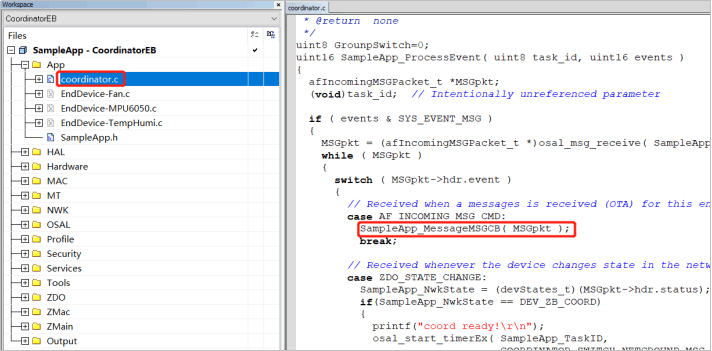 Workspace
CoordinatorEB
Files
SampleApp - CoordinatorEB
App
coordinator.c
EndDevice-Fan.c
EndDevice-MPU6050.c
EndDevice-TempHumi.c
SampleApp.h
HAL
Hardware
MAC
MT
NWK
OSAL
Profile
Security
Services
Tools
ZDO
ZMac
ZMain
Output
coordinator.c
* @return none
*/
uint8 GrounpSwitch=0;
uint16 SampleApp_ProcessEvent( uint8 task_id, uint16 events )
{
afIncomingMSGPacket_t *MSGpkt;
(void)task_id; // Intentionally unreferenced parameter
if ( events & SYS_EVENT_MSG )
{
MSGpkt = (afIncomingMSGPacket_t *)osal_msg_receive( SampleApp
while ( MSGpkt )
{
switch ( MSGpkt->hdr.event )
{
// Received when a messages is received (OTA) for this en
case AF_INCOMING_MSG_CMD:
SampleApp_MessageMSGCB( MSGpkt );
break;
// Received whenever the device changes state in the netw
case ZDO_STATE_CHANGE:
SampleApp_NwkState = (devStates_t)(MSGpkt->hdr.status);
if(SampleApp_NwkState == DEV_ZB_COORD)
{
printf("coord ready!\r\n");
osal_start_timerEx( SampleApp_TaskID,